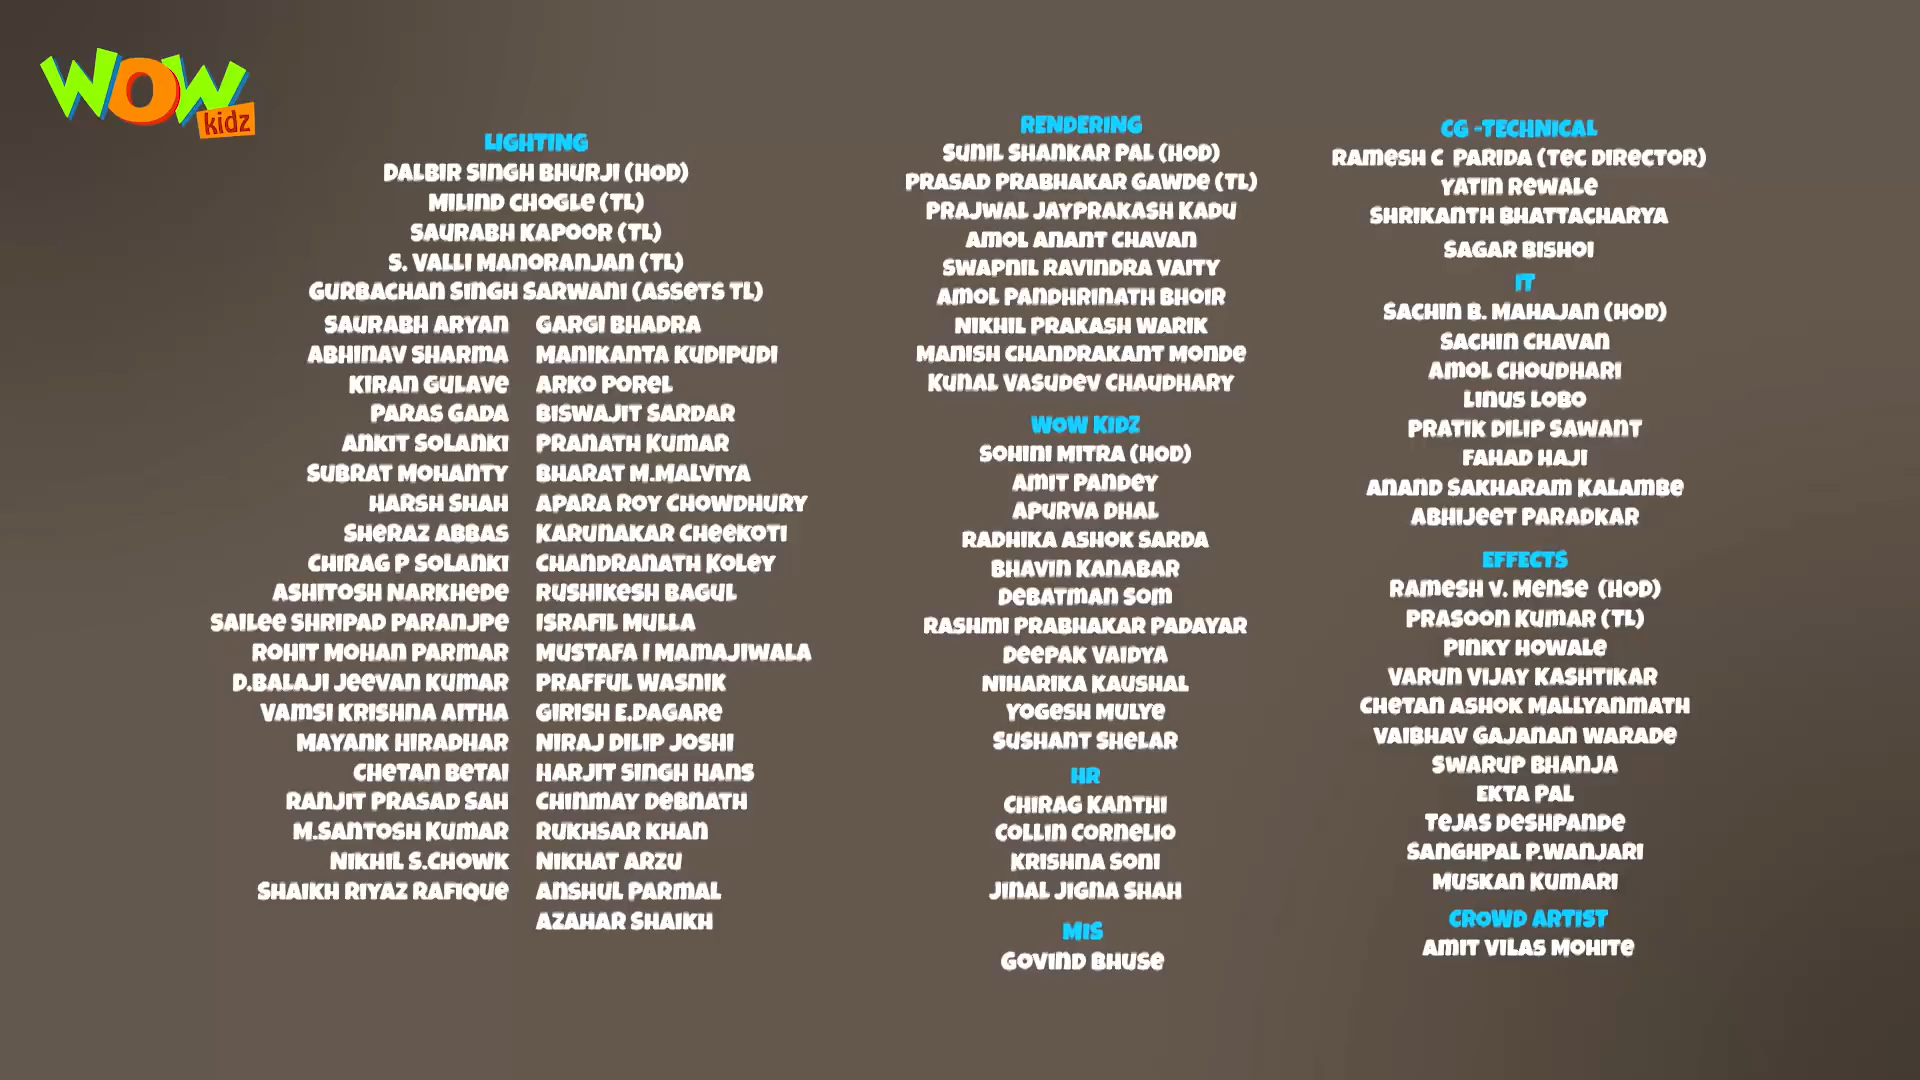 WOW
kidz
LIGHTING
DALBIR SINGH BHURJI (HOD)
MILIND CHOGLE (TL)
SAURABH KAPOOR (TL)
S. VALLI MANORANJAN (TL)
GURBACHAN SINGH SARWANI (ASSETS TL)
SAURABH ARYAN GARGI BHADRA
ABHINAV SHARMA MANIKANTA KUDIPUDI
KIRAN GULAVE ARKO POREL
PARAS GADA BISWAJIT SARDAR
ANKIT SOLANKI PRANATH KUMAR
SUBRAT MOHANTY BHARAT M.MALVIYA
HARSH SHAH APARA ROY CHOWDHURY
SHERAZ ABBAS KARUNAKAR CHEEKOTI
CHIRAG P SOLANKI CHANDRANATH KOLEY
ASHITOSH NARKHEDE RUSHIKESH BAGUL
SAILEE SHRIPAD PARANJPE ISRAFIL MULLA
ROHIT MOHAN PARMAR MUSTAFA I MAMAJIWALA
D.BALAJI JEEVAN KUMAR PRAFFUL WASNIK
VAMSI KRISHNA AITHA GIRISH E.DAGARE
MAYANK HIRADHAR NIRAJ DILIP JOSHI
CHETAN BETAI HARJIT SINGH HANS
RANJIT PRASAD SAH CHINMAY DEBNATH
M.SANTOSH KUMAR RUKHSAR KHAN
NIKHIL S.CHOWK NIKHAT ARZU
SHAIKH RIYAZ RAFIQUE ANSHUL PARMAL
AZAHAR SHAIKH
RENDERING
SUNIL SHANKAR PAL (HOD)
PRASAD PRABHAKAR GAWDE (TL)
PRAJWAL JAYPRAKASH KADU
AMOL ANANT CHAVAN
SWAPNIL RAVINDRA VAITY
AMOL PANDHRINATH BHOIR
NIKHIL PRAKASH WARIK
MANISH CHANDRAKANT MONDE
KUNAL VASUDEV CHAUDHARY
WOW KIDZ
SOHINI MITRA (HOD)
AMIT PANDEY
APURVA DHAL
RADHIKA ASHOK SARDA
BHAVIN KANABAR
DEBATMAN SOM
RASHMI PRABHAKAR PADAYAR
DEEPAK VAIDYA
NIHARIKA KAUSHAL
YOGESH MULYE
SUSHANT SHELAR
HR
CHIRAG KANTHI
COLLIN CORNELIO
KRISHNA SONI
JINAL JIGNA SHAH
MIS
GOVIND BHUSE
CG -TECHNICAL
RAMESH C PARIDA (TEC DIRECTOR)
YATIN REWALE
SHRIKANTH BHATTACHARYA
SAGAR BISHOI
IT
SACHIN B. MAHAJAN (HOD)
SACHIN CHAVAN
AMOL CHOUDHARI
LINUS LOBO
PRATIK DILIP SAWANT
FAHAD HAJI
ANAND SAKHARAM KALAMBE
ABHIJEET PARADKAR
EFFECTS
RAMESH V. MENSE (HOD)
PRASOON KUMAR (TL)
PINKY HOWALE
VARUN VIJAY KASHTIKAR
CHETAN ASHOK MALLYANMATH
VAIBHAV GAJANAN WARADE
SWARUP BHANJA
EKTA PAL
TEJAS DESHPANDE
SANGHPAL P.WANJARI
MUSKAN KUMARI
CROWD ARTIST
AMIT VILAS MOHITE